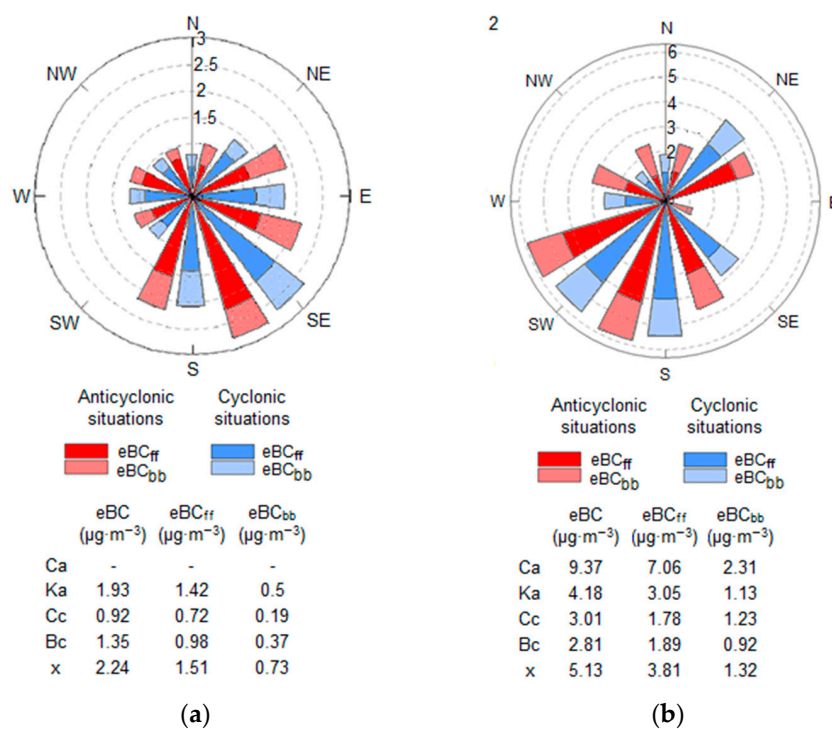 N
3
2.5
2
1.5
NW
NE
W
E
SW
SE
S
Anticyclonic situations
Cyclonic situations
eBCff
eBCbb
eBCff
eBCbb
eBC eBCff eBCbb
(µg·m⁻³) (µg·m⁻³) (µg·m⁻³)
Ca - - -
Ka 1.93 1.42 0.5
Cc 0.92 0.72 0.19
Bc 1.35 0.98 0.37
x 2.24 1.51 0.73
(a)
2
N
6
5
4
3
2
NW
NE
W
E
SW
SE
S
Anticyclonic situations
Cyclonic situations
eBCff
eBCbb
eBCff
eBCbb
eBC eBCff eBCbb
(µg·m⁻³) (µg·m⁻³) (µg·m⁻³)
Ca 9.37 7.06 2.31
Ka 4.18 3.05 1.13
Cc 3.01 1.78 1.23
Bc 2.81 1.89 0.92
x 5.13 3.81 1.32
(b)